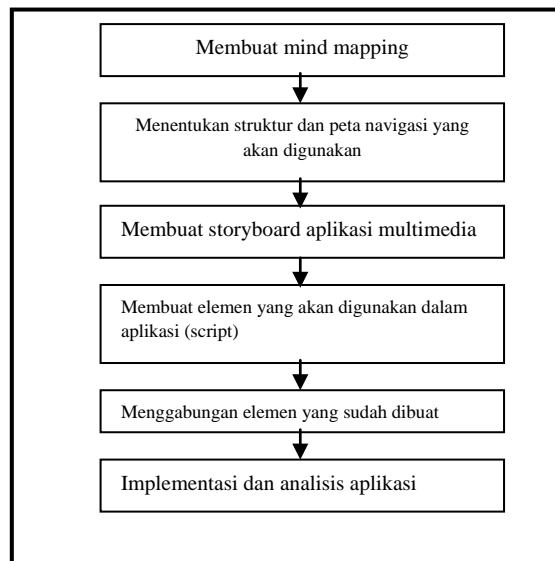 Membuat mind mapping
Menentukan struktur dan peta navigasi yang
akan digunakan
Membuat storyboard aplikasi multimedia
Membuat elemen yang akan digunakan dalam
aplikasi (script)
Menggabungan elemen yang sudah dibuat
Implementasi dan analisis aplikasi